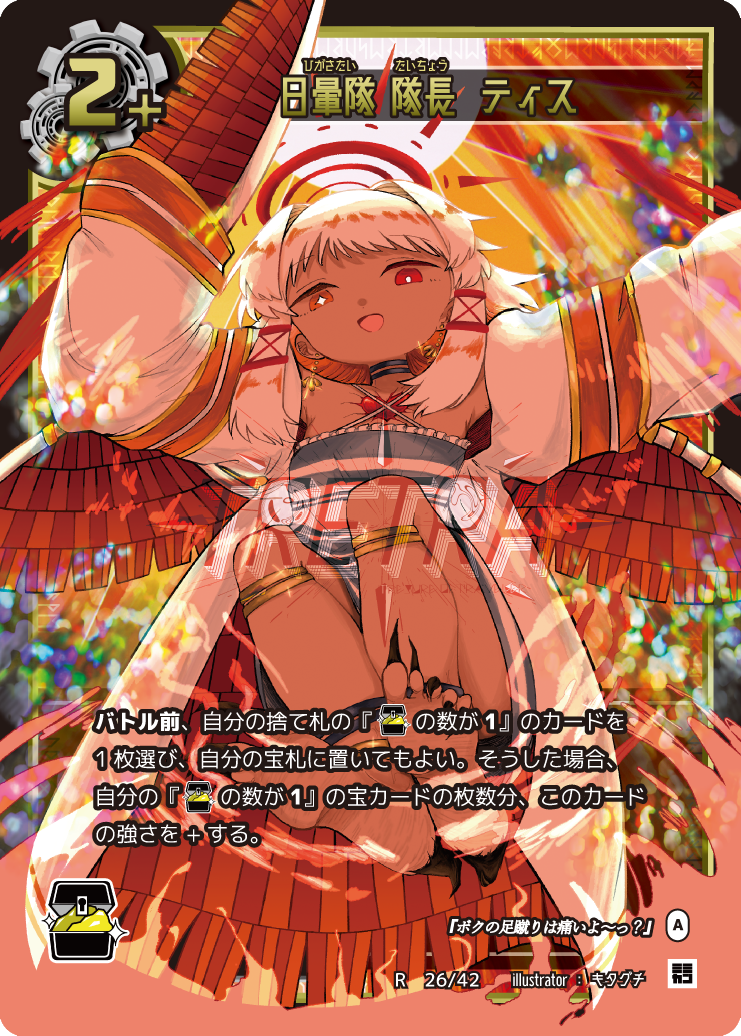 2+
ひがさたい たいちょう
日暈隊 隊長 ティス
TRETRA
バトル前、自分の捨て札の『 の数が1』のカードを
1枚選び、自分の宝札に置いてもよい。そうした場合、
自分の『 の数が1』の宝カードの枚数分、このカード
の強さを+する。
「ボクの足蹴りは痛いよ～っ?」 A
R 26/42 illustrator : キタグチ